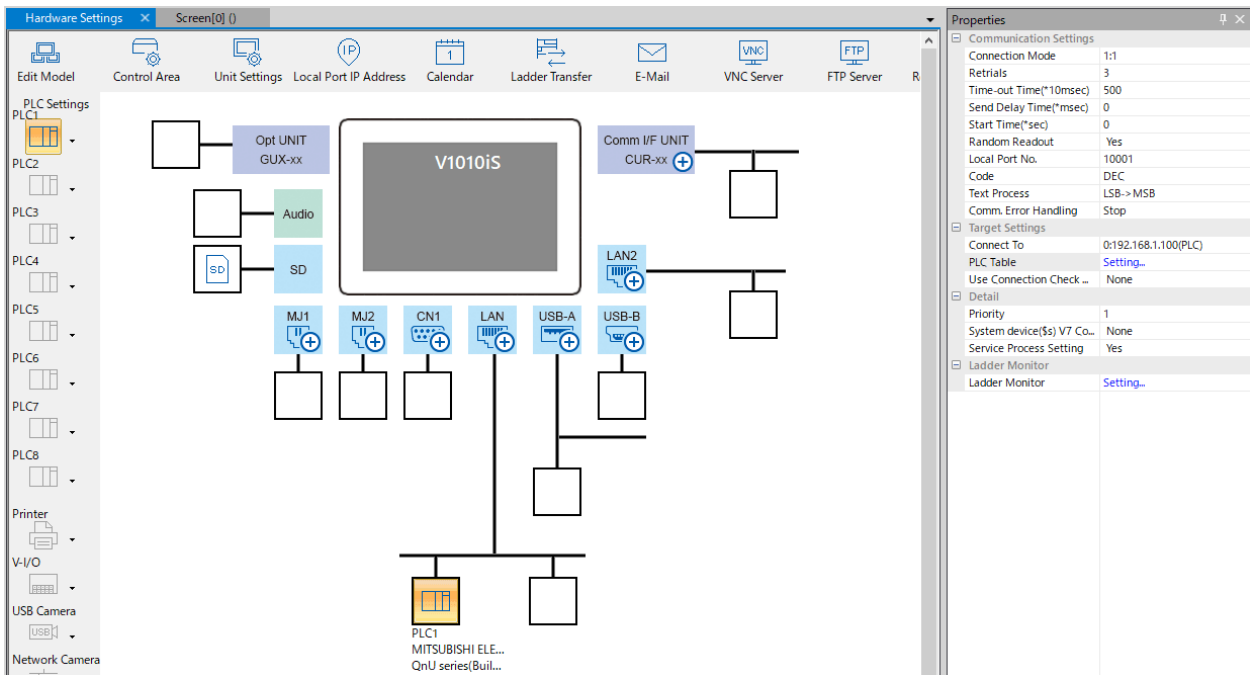 Hardware Settings
Screen[0] ()
Edit Model
Control Area
Unit Settings
Local Port IP Address
Calendar
Ladder Transfer
E-Mail
VNC Server
FTP Server
IP
1
VNC
FTP
PLC Settings
PLC1
PLC2
PLC3
PLC4
PLC5
PLC6
PLC7
PLC8
Printer
V-I/O
USB Camera
USB
Network Camera
Opt UNIT
GUX-xx
Audio
SD
SD
V1010iS
Comm I/F UNIT
CUR-xx
LAN2
MJ1
MJ2
CN1
LAN
USB-A
USB-B
PLC1
MITSUBISHI ELE...
QnU series(Buil...
Properties
Communication Settings
Connection Mode 1:1
Retrials 3
Time-out Time(*10msec) 500
Send Delay Time(*msec) 0
Start Time(*sec) 0
Random Readout Yes
Local Port No. 10001
Code DEC
Text Process LSB->MSB
Comm. Error Handling Stop
Target Settings
Connect To 0:192.168.1.100(PLC)
PLC Table Setting...
Use Connection Check ... None
Detail
Priority 1
System device($s) V7 Co... None
Service Process Setting Yes
Ladder Monitor
Ladder Monitor Setting...